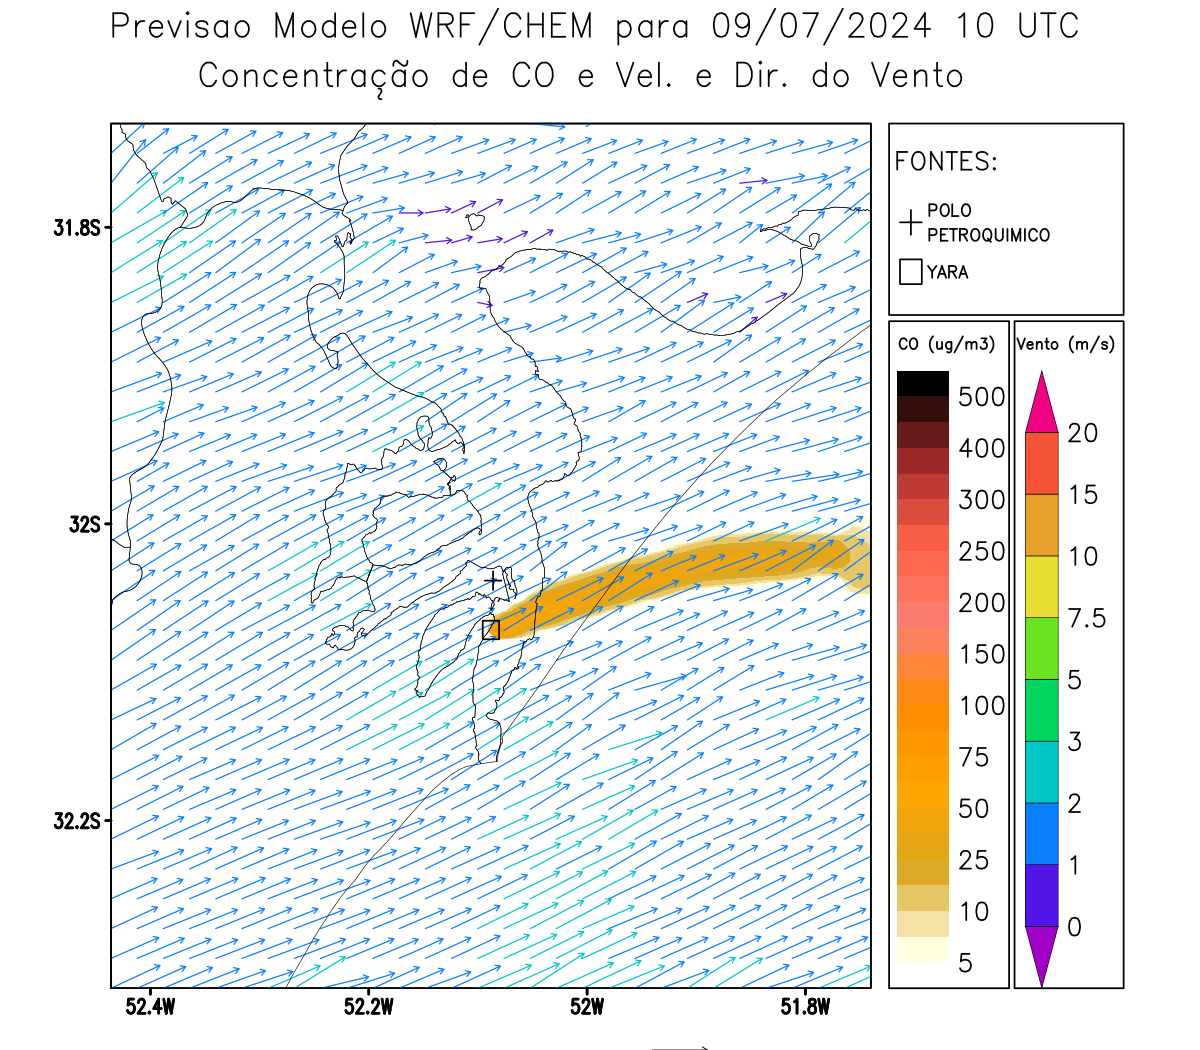 Previsao Modelo WRF/CHEM para 09/07/2024 10 UTC
Concentração de CO e Vel. e Dir. do Vento
FONTES:
POLO
PETROQUIMICO
YARA
31.8S
32S
32.2S
52.4W
52.2W
52W
51.8W
CO (ug/m3)
500
400
300
250
200
150
100
75
50
25
10
5
Vento (m/s)
20
15
10
7.5
5
3
2
1
0